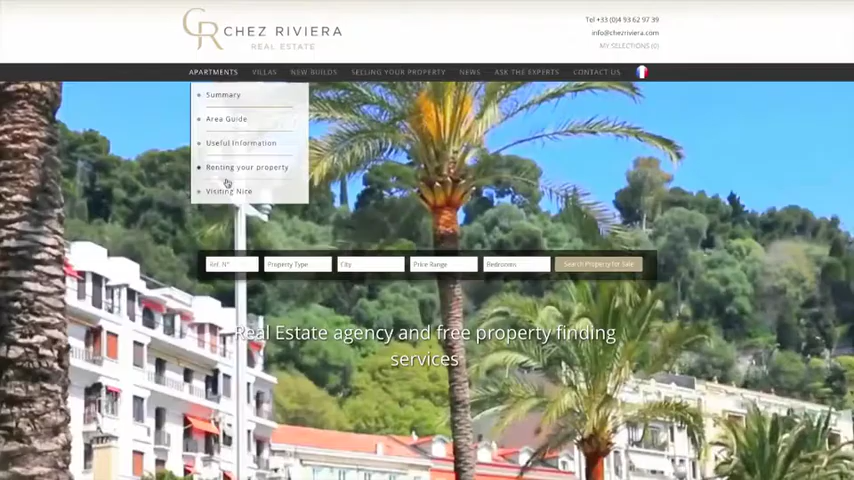 CR CHEZ RIVIERA
REAL ESTATE
Tel +33 (0)4 93 62 97 39
info@chezriviera.com
MY SELECTIONS (0)
APARTMENTS VILLAS NEW BUILDS SELLING YOUR PROPERTY NEWS ASK THE EXPERTS CONTACT US
Summary
Area Guide
Useful Information
Renting your property
Visiting Nice
Ref. N° Property Type City Price Range Bedrooms Search Property for Sale
Real Estate agency and free property finding
services